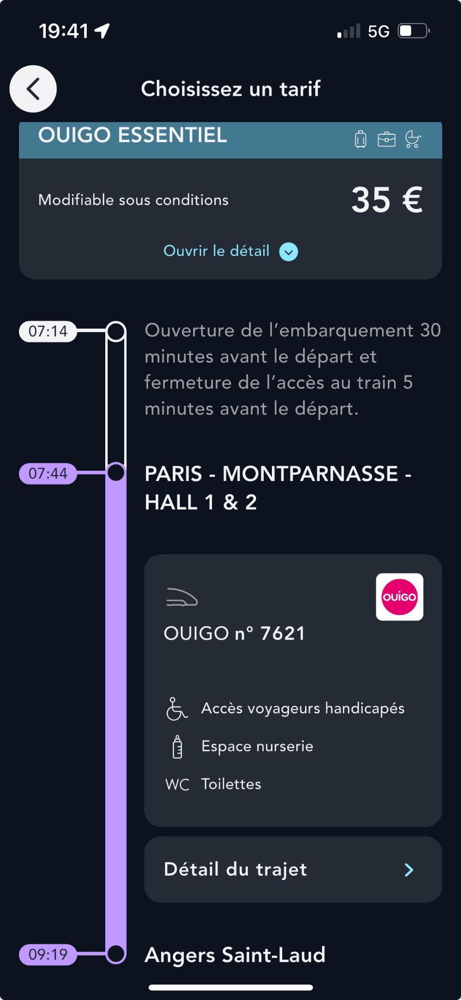 19:41
5G
Choisissez un tarif
OUIGO ESSENTIEL
Modifiable sous conditions
35 €
Ouvrir le détail
07:14
Ouverture de l’embarquement 30
minutes avant le départ et
fermeture de l’accès au train 5
minutes avant le départ.
07:44
PARIS - MONTPARNASSE -
HALL 1 & 2
OUIGO
OUIGO n° 7621
Accès voyageurs handicapés
Espace nurserie
WC Toilettes
Détail du trajet
09:19
Angers Saint-Laud